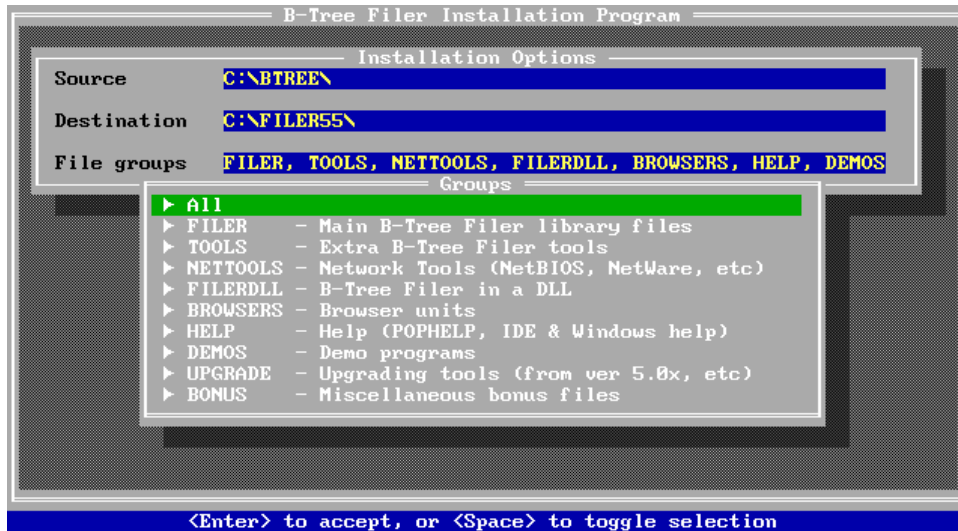 B-Tree Filer Installation Program
Installation Options
Source C:\BTREE\
Destination C:\FILER55\
File groups FILER, TOOLS, NETTOOLS, FILERDLL, BROWSERS, HELP, DEMOS
Groups
► All
► FILER – Main B-Tree Filer library files
► TOOLS – Extra B-Tree Filer tools
► NETTOOLS – Network Tools (NetBIOS, NetWare, etc)
► FILERDLL – B-Tree Filer in a DLL
► BROWSERS – Browser units
► HELP – Help (POPHELP, IDE & Windows help)
► DEMOS – Demo programs
► UPGRADE – Upgrading tools (from ver 5.0x, etc)
► BONUS – Miscellaneous bonus files
<Enter> to accept, or <Space> to toggle selection